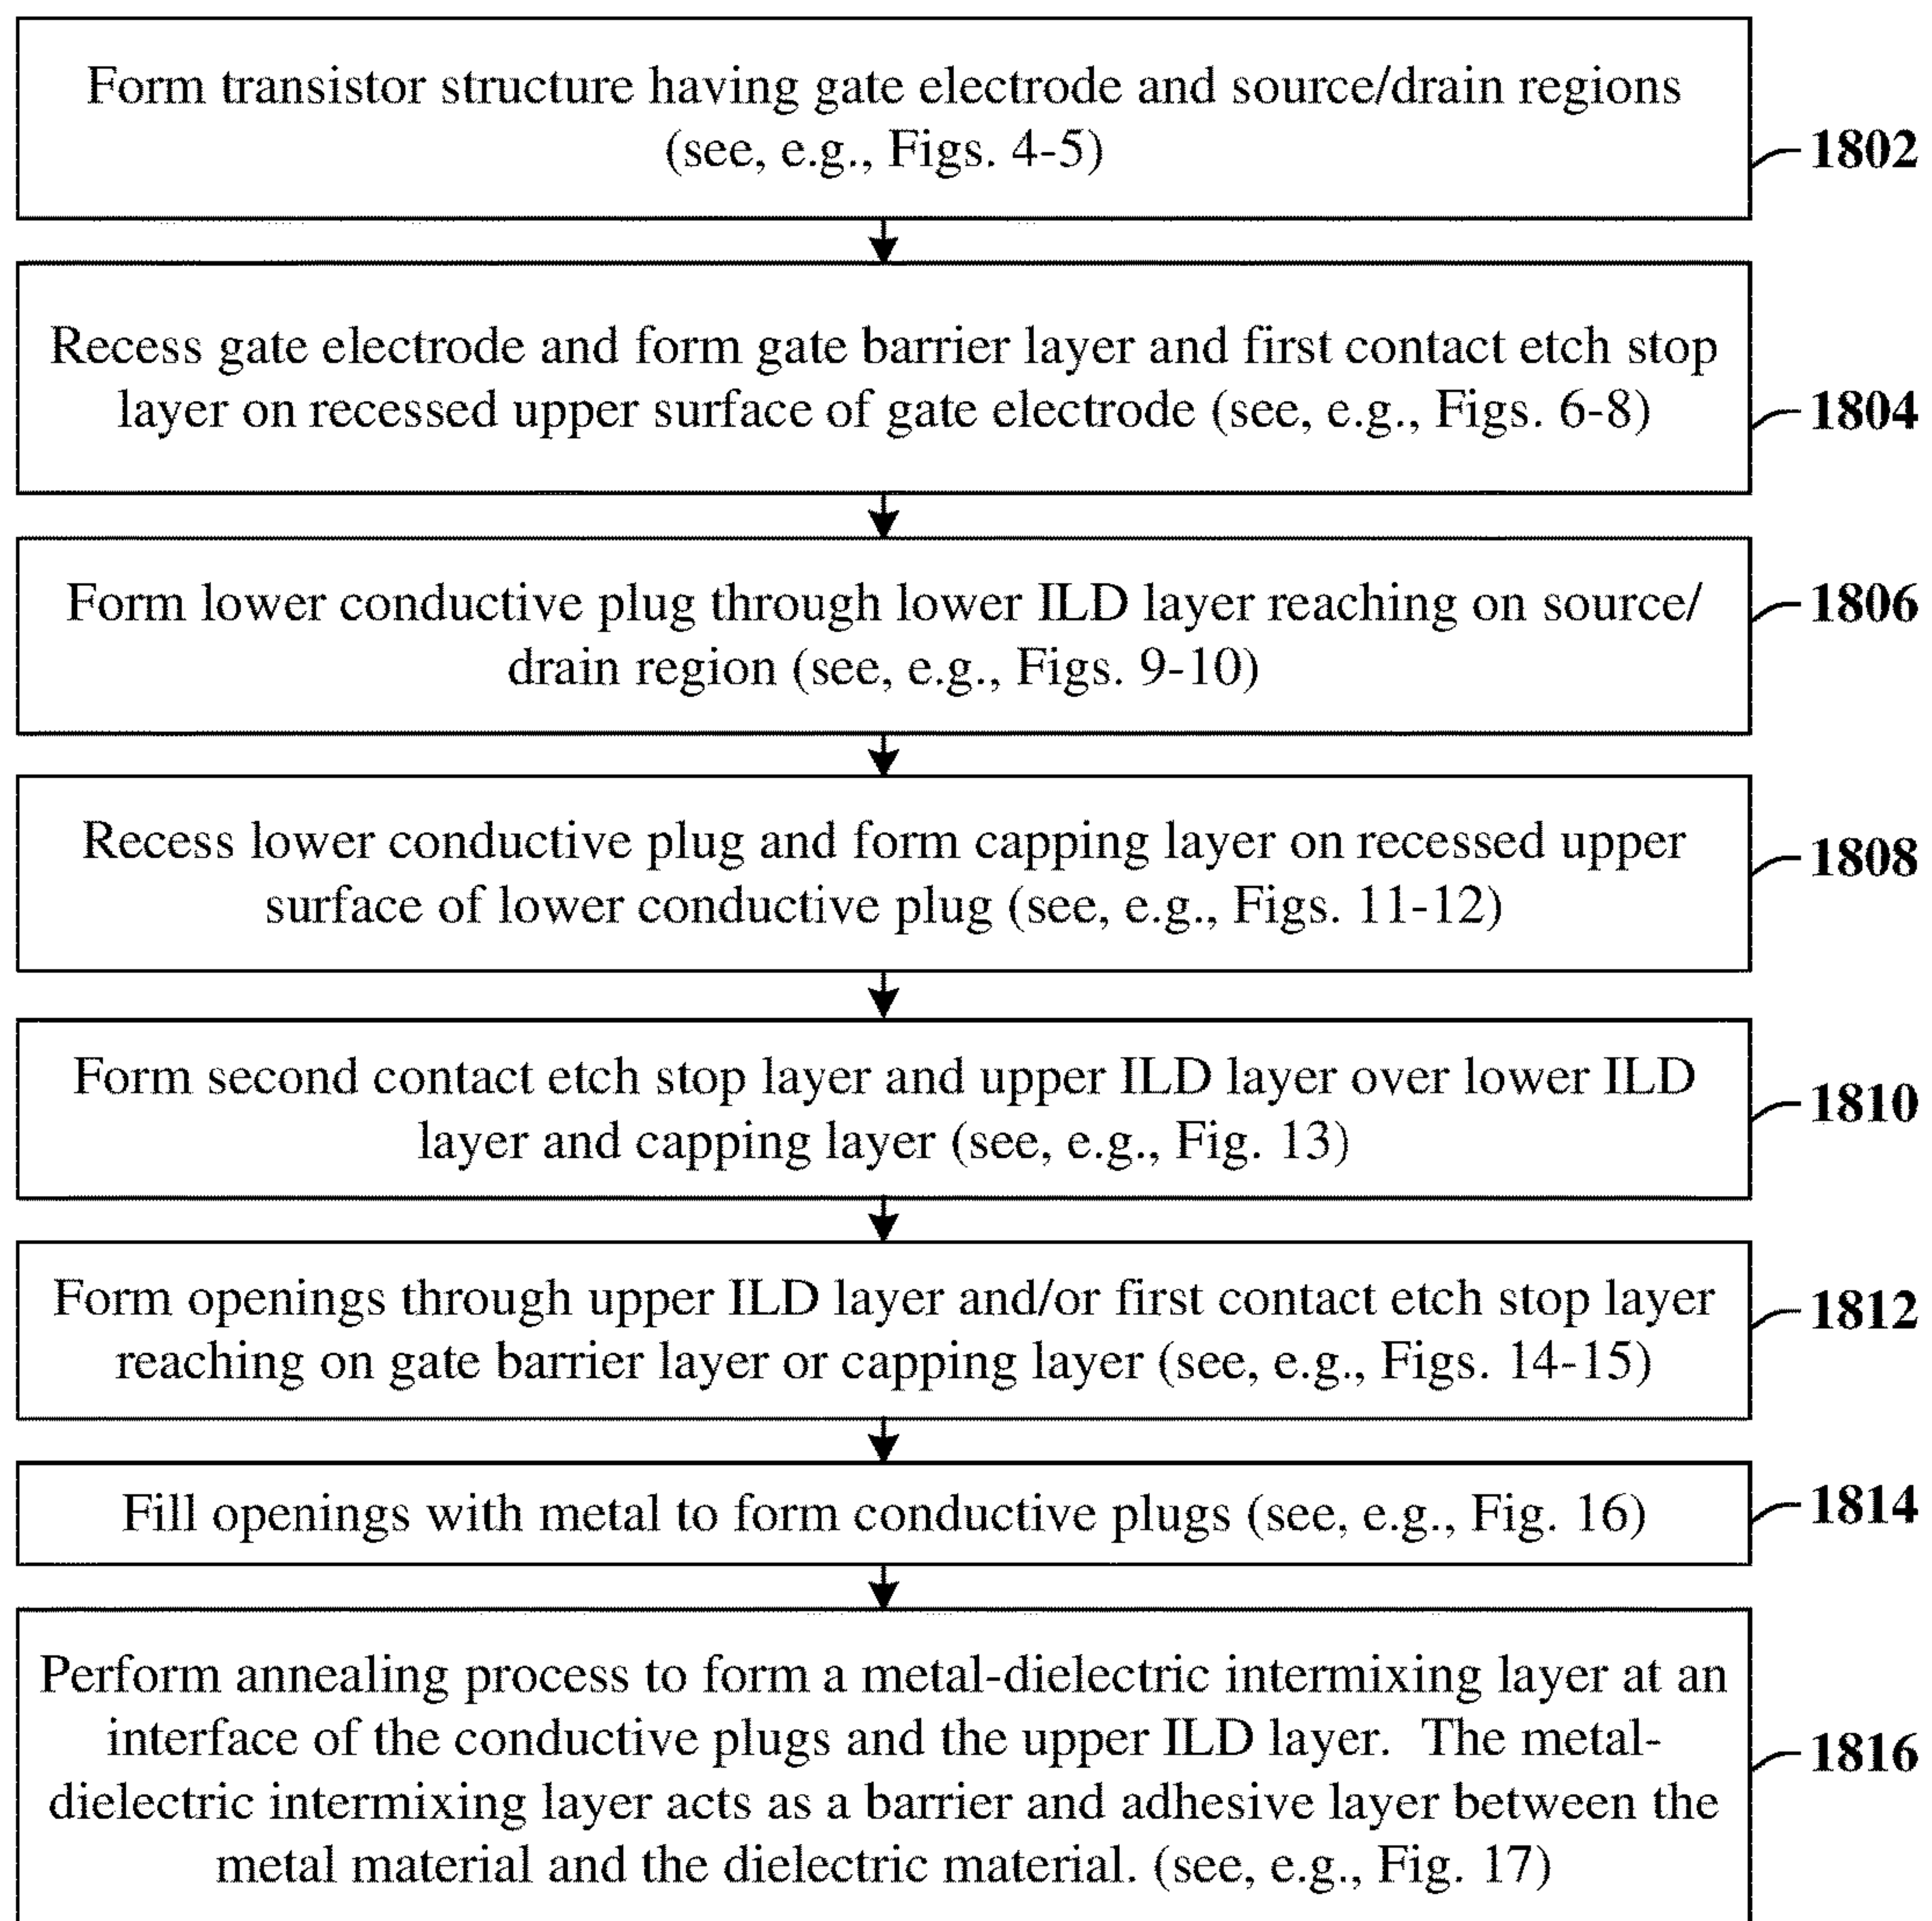 Form transistor structure having gate electrode and source/drain regions
(see, e.g., Figs. 4-5)
1802
Recess gate electrode and form gate barrier layer and first contact etch stop
layer on recessed upper surface of gate electrode (see, e.g., Figs. 6-8)
1804
Form lower conductive plug through lower ILD layer reaching on source/
drain region (see, e.g., Figs. 9-10)
1806
Recess lower conductive plug and form capping layer on recessed upper
surface of lower conductive plug (see, e.g., Figs. 11-12)
1808
Form second contact etch stop layer and upper ILD layer over lower ILD
layer and capping layer (see, e.g., Fig. 13)
1810
Form openings through upper ILD layer and/or first contact etch stop layer
reaching on gate barrier layer or capping layer (see, e.g., Figs. 14-15)
1812
Fill openings with metal to form conductive plugs (see, e.g., Fig. 16)
1814
Perform annealing process to form a metal-dielectric intermixing layer at an
interface of the conductive plugs and the upper ILD layer.  The metal-
dielectric intermixing layer acts as a barrier and adhesive layer between the
metal material and the dielectric material. (see, e.g., Fig. 17)
1816